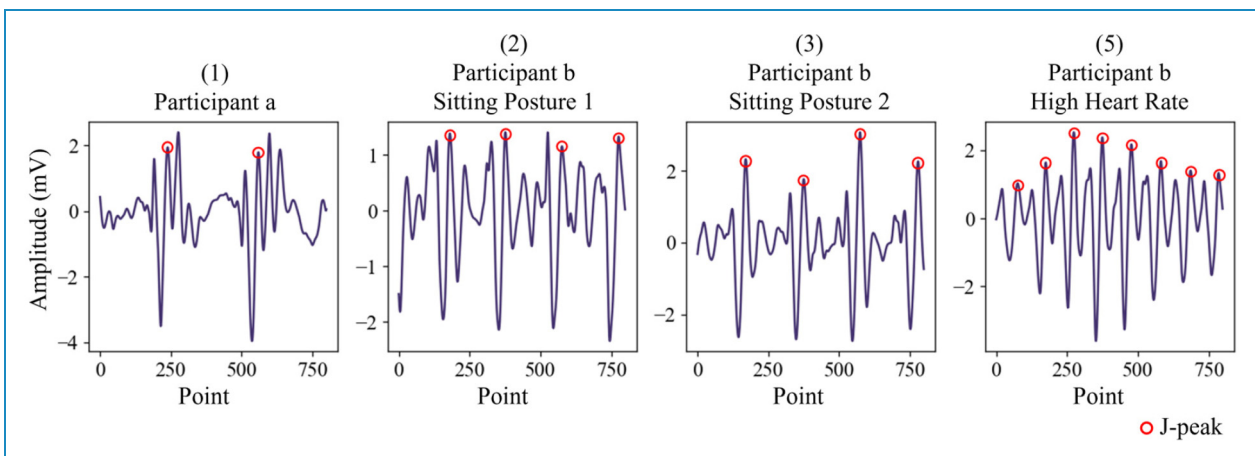 (1)
Participant a
(2)
Participant b
Sitting Posture 1
(3)
Participant b
Sitting Posture 2
(5)
Participant b
High Heart Rate
Amplitude (mV)
2
0
−2
−4
0
250
500
750
Point
1
0
−1
−2
0
250
500
750
Point
2
0
−2
0
250
500
750
Point
2
0
−2
0
250
500
750
Point
J-peak